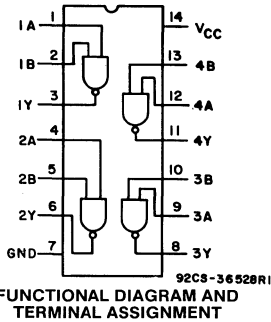 1A 1 14 VCC
1B 2 13 4B
1Y 3 12 4A
2A 4 11 4Y
2B 5 10 3B
2Y 6 9 3A
GND 7 8 3Y
92CS-36528RI
FUNCTIONAL DIAGRAM AND
TERMINAL ASSIGNMENT